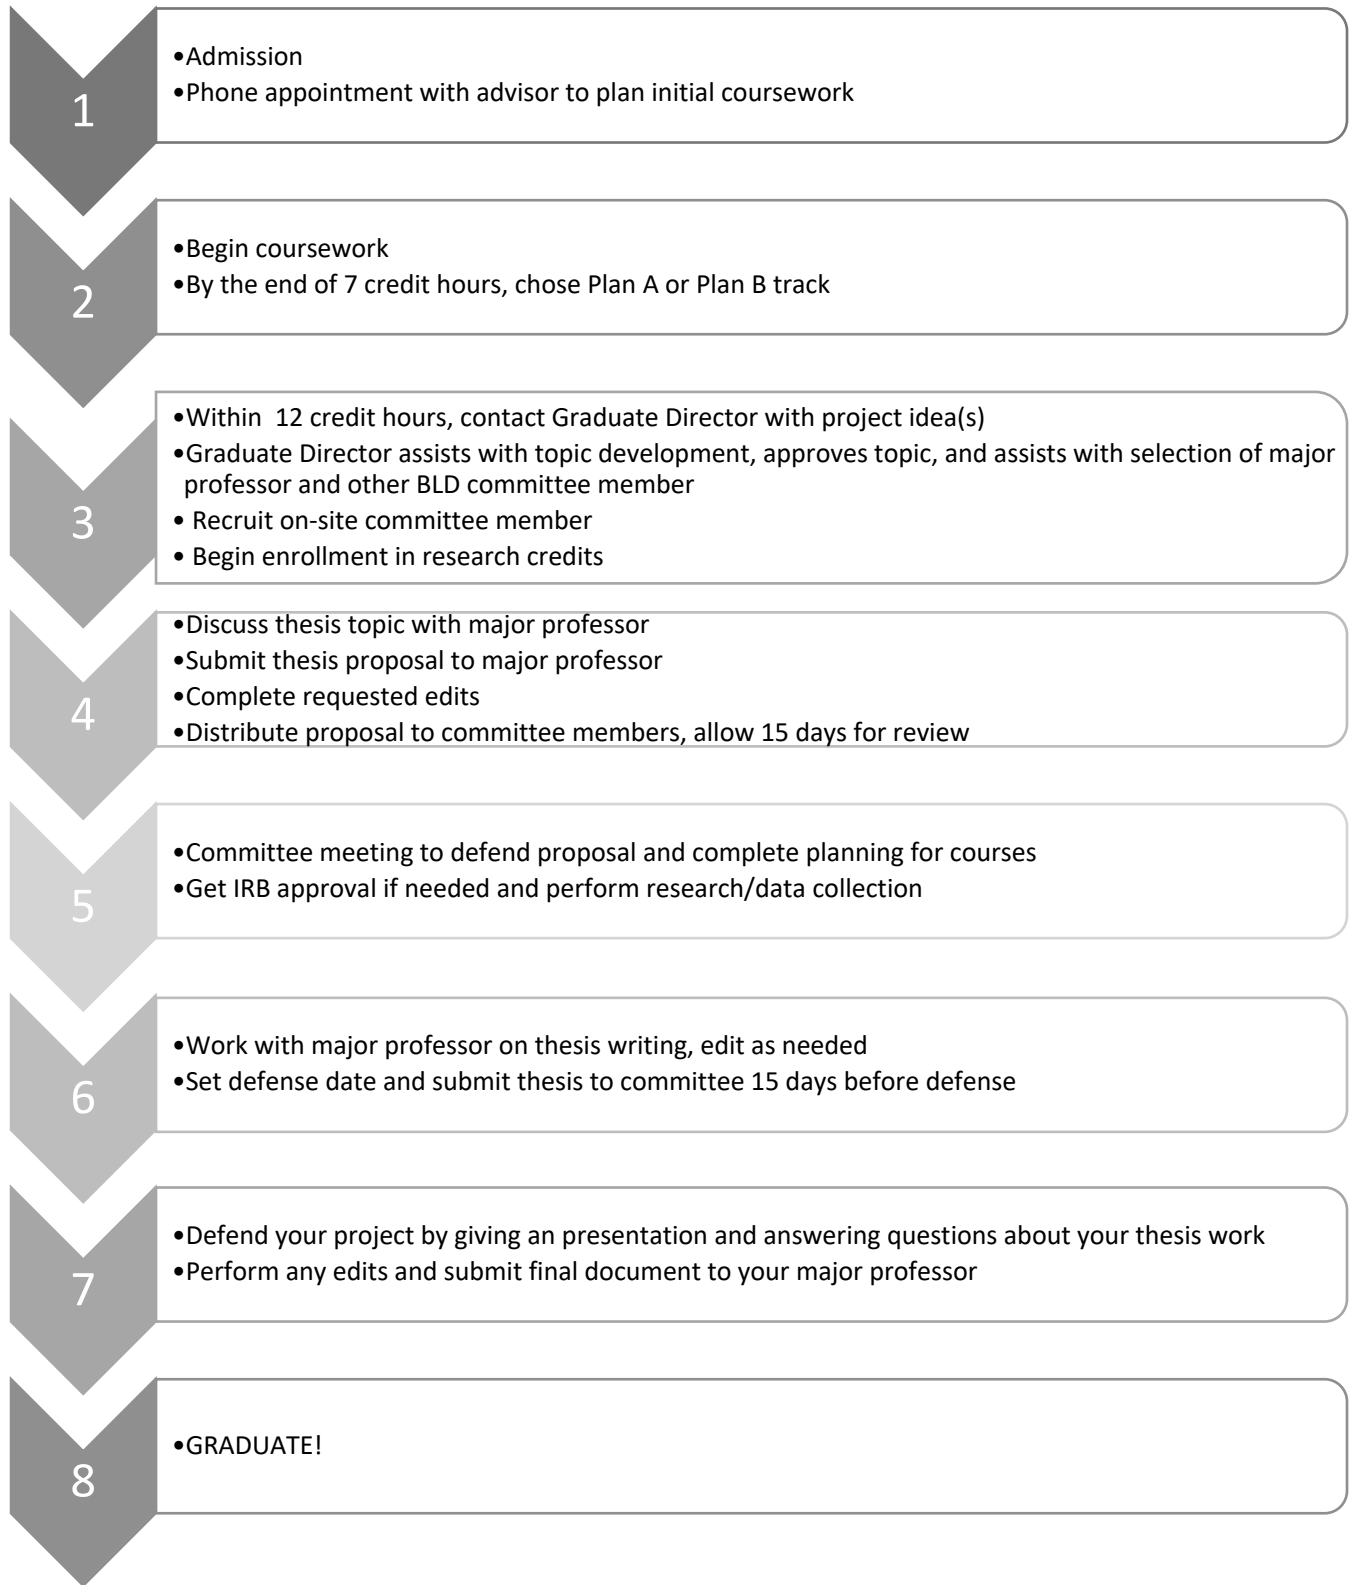 1
•Admission
•Phone appointment with advisor to plan initial coursework
2
•Begin coursework
•By the end of 7 credit hours, chose Plan A or Plan B track
3
•Within  12 credit hours, contact Graduate Director with project idea(s)
•Graduate Director assists with topic development, approves topic, and assists with selection of major
professor and other BLD committee member
• Recruit on-site committee member
• Begin enrollment in research credits
4
•Discuss thesis topic with major professor
•Submit thesis proposal to major professor
•Complete requested edits
•Distribute proposal to committee members, allow 15 days for review
5
•Committee meeting to defend proposal and complete planning for courses
•Get IRB approval if needed and perform research/data collection
6
•Work with major professor on thesis writing, edit as needed
•Set defense date and submit thesis to committee 15 days before defense
7
•Defend your project by giving an presentation and answering questions about your thesis work
•Perform any edits and submit final document to your major professor
8
•GRADUATE!